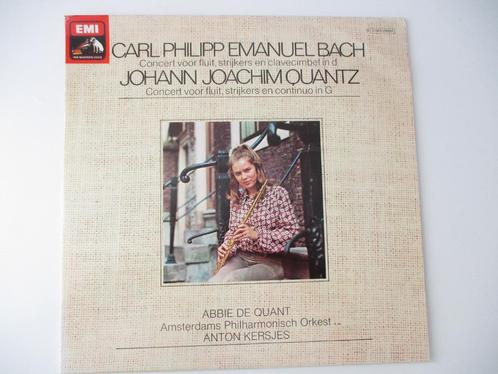 EMI
CARL PHILIPP EMANUEL BACH
Concert voor fluit, strijkers en clavecimbel in d
JOHANN JOACHIM QUANTZ
Concert voor fluit, strijkers en continuo in G
ABBIE DE QUANT
Amsterdams Philharmonisch Orkest
ANTON KERSJES